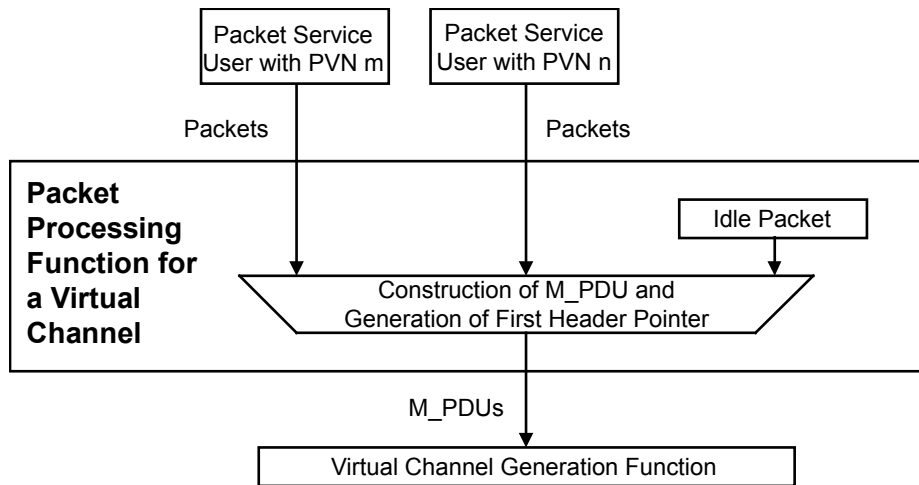 Packet Service
User with PVN m
Packet Service
User with PVN n
Packets
Packets
Packet
Processing
Function for
a Virtual
Channel
Idle Packet
Construction of M_PDU and
Generation of First Header Pointer
M_PDUs
Virtual Channel Generation Function